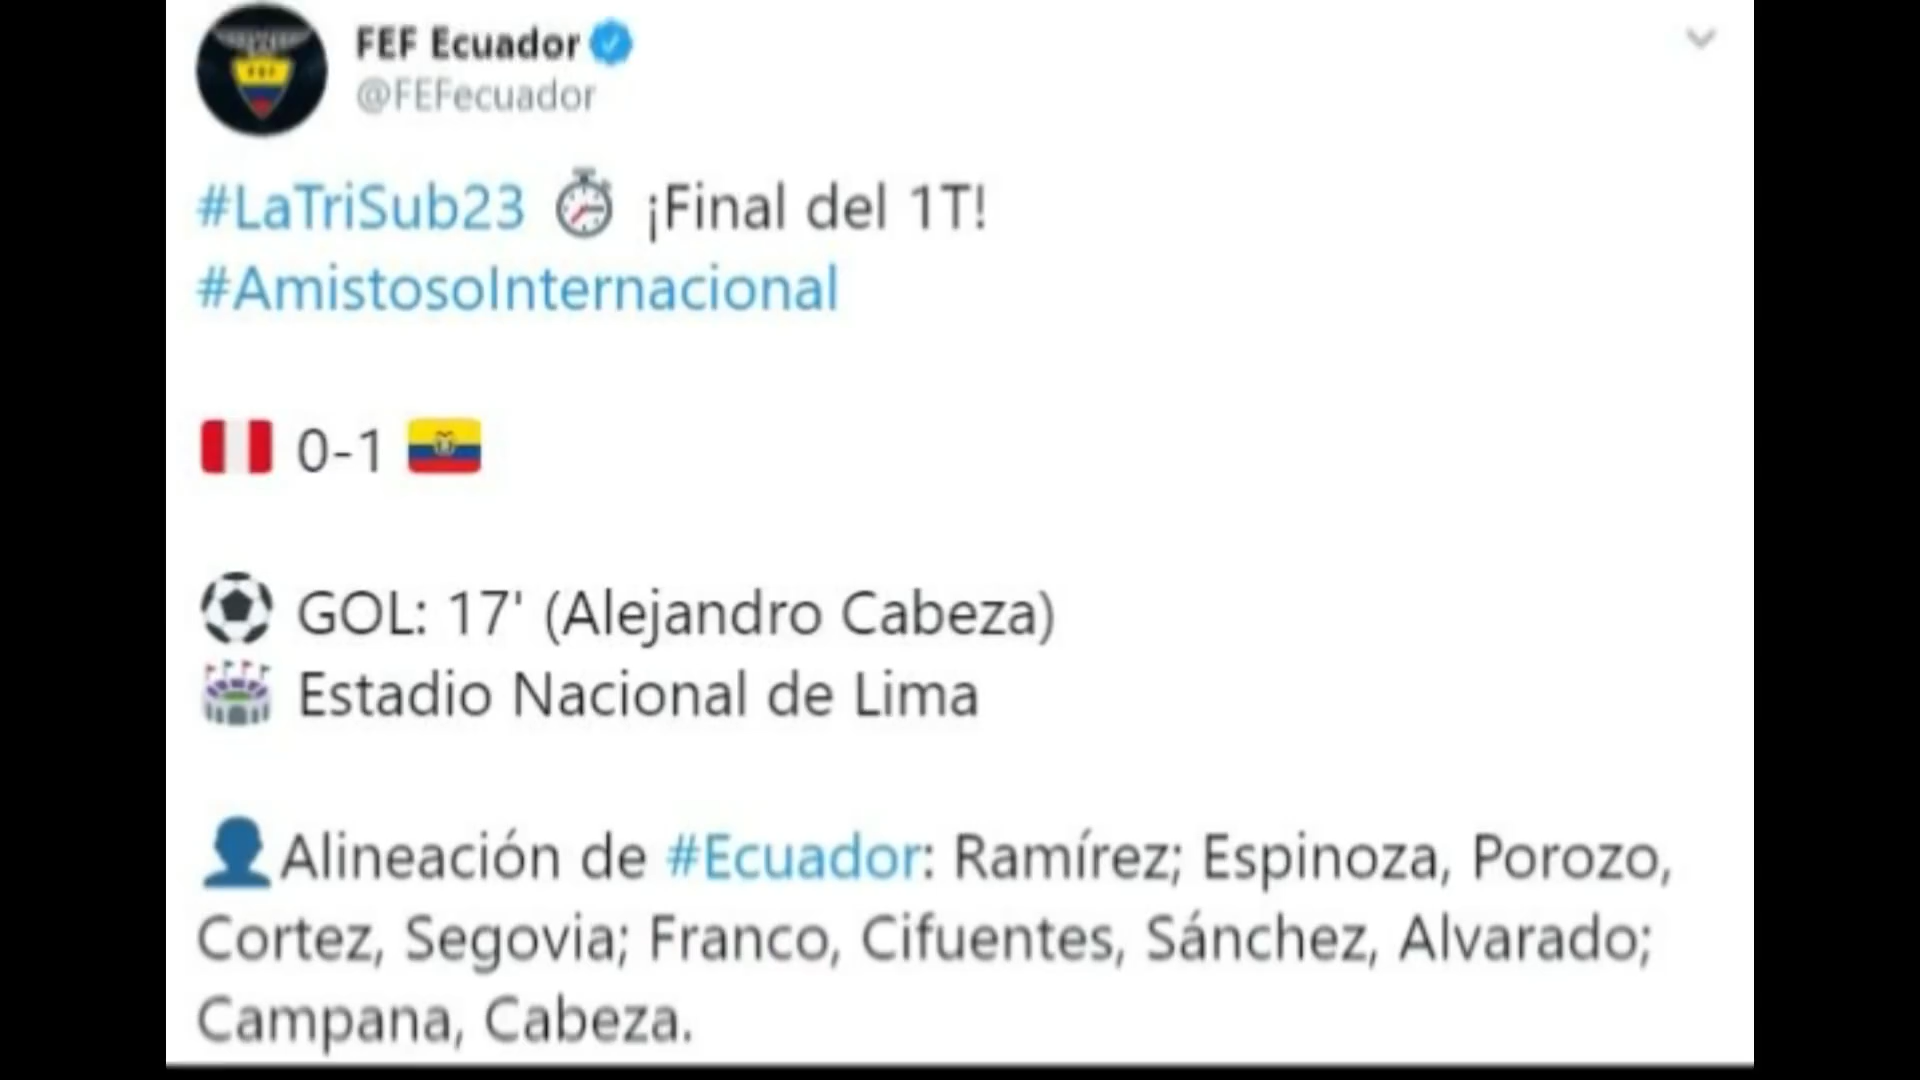 FEF Ecuador
@FEFecuador
#LaTriSub23 ⏱ ¡Final del 1T!
#AmistosoInternacional
🇵🇪 0-1 🇪🇨
⚽ GOL: 17' (Alejandro Cabeza)
🏟 Estadio Nacional de Lima
👤Alineación de #Ecuador: Ramírez; Espinoza, Porozo,
Cortez, Segovia; Franco, Cifuentes, Sánchez, Alvarado;
Campana, Cabeza.